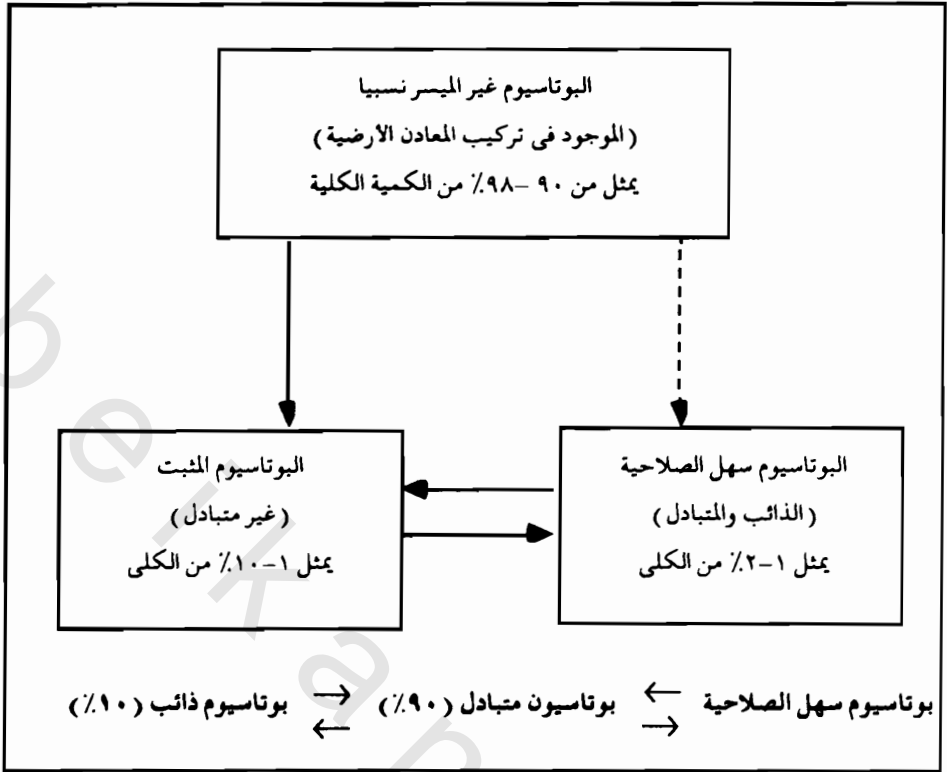 البوتاسيوم غير الميسر نسبيا
(الموجود فى تركيب المعادن الأرضية)
يمثل من ٩٠ –٩٨٪ من الكمية الكلية
البوتاسيوم سهل الصلاحية
(الذائب والمتبادل)
يمثل ١–٢٪ من الكلى
البوتاسيوم المثبت
(غير متبادل)
يمثل ١–١٠٪ من الكلى
بوتاسيوم سهل الصلاحية ← → بوتاسيون متبادل (٩٠٪) → ← بوتاسيوم ذائب (١٠٪)
b e i k a n